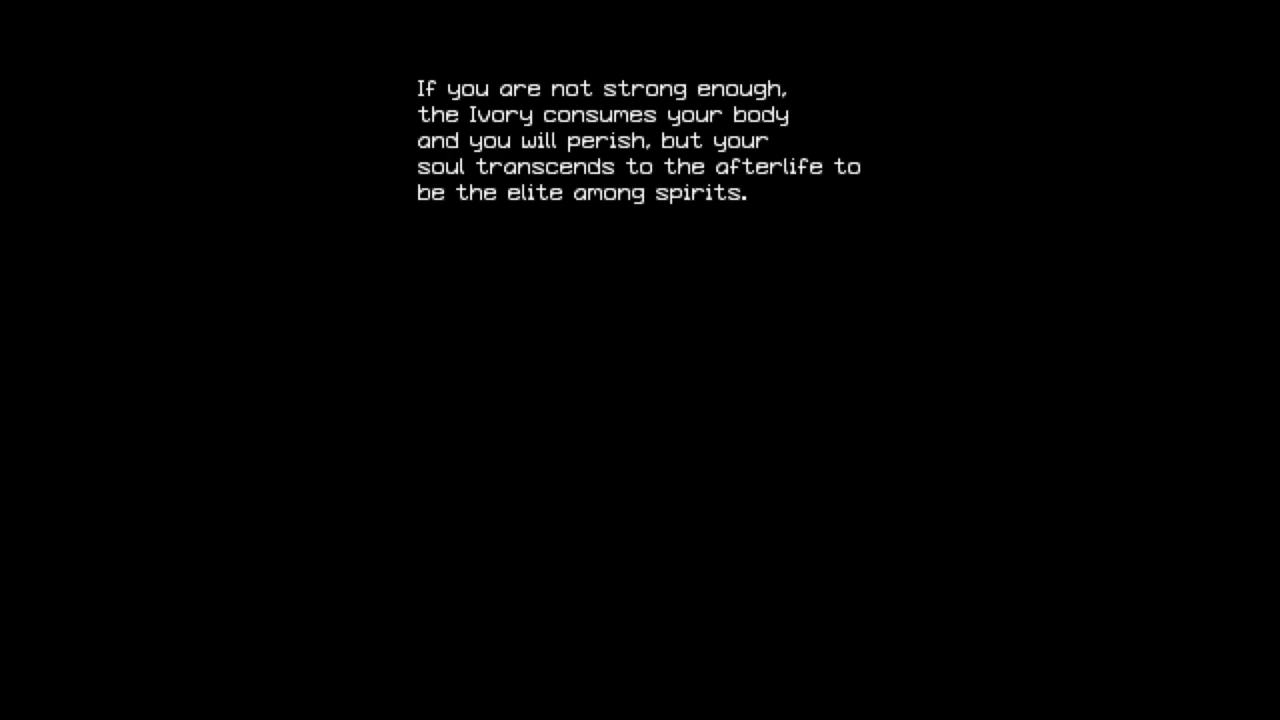 If you are not strong enough,
the Ivory consumes your body
and you will perish, but your
soul transcends to the afterlife to
be the elite among spirits.